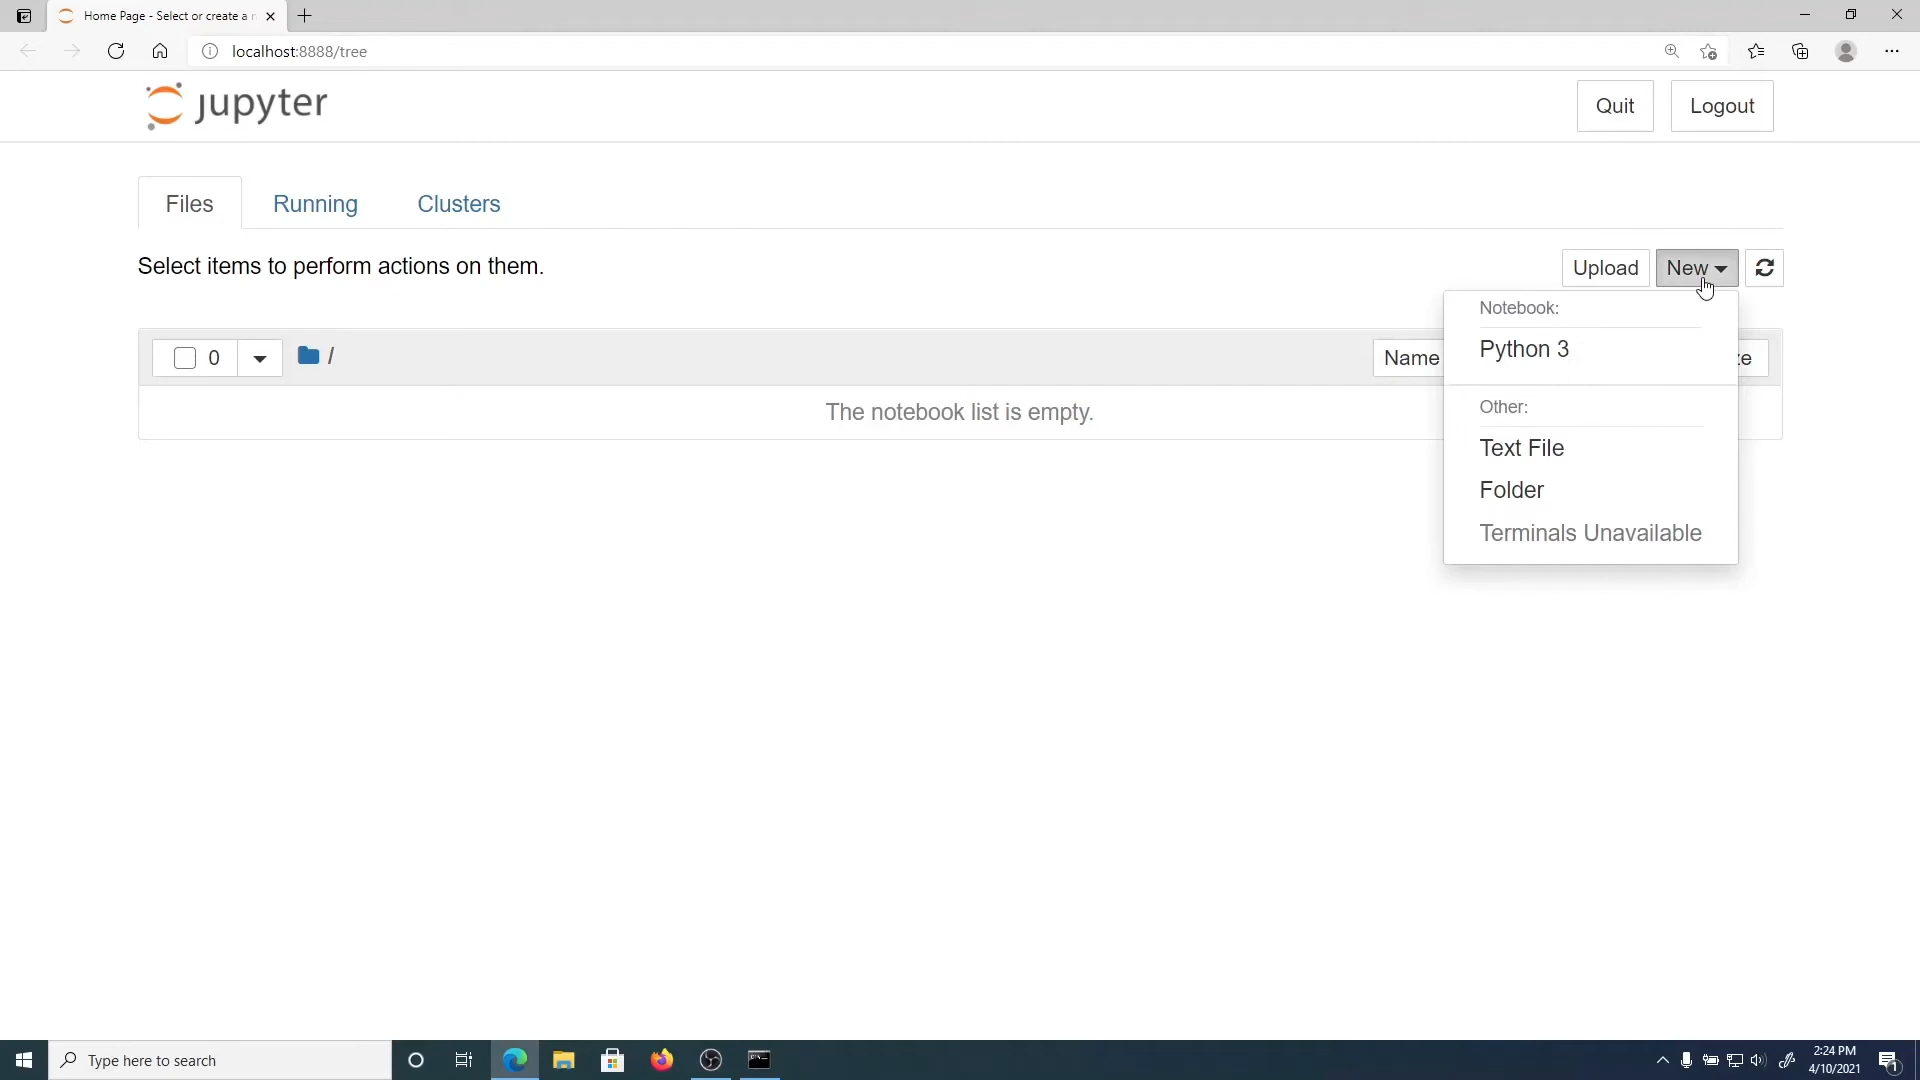 Home Page - Select or create a
localhost:8888/tree
jupyter
Quit
Logout
Files
Running
Clusters
Select items to perform actions on them.
Upload
New
Notebook:
Python 3
Other:
Text File
Folder
Terminals Unavailable
0
/
Name
ze
The notebook list is empty.
Type here to search
2:24 PM
4/10/2021
1